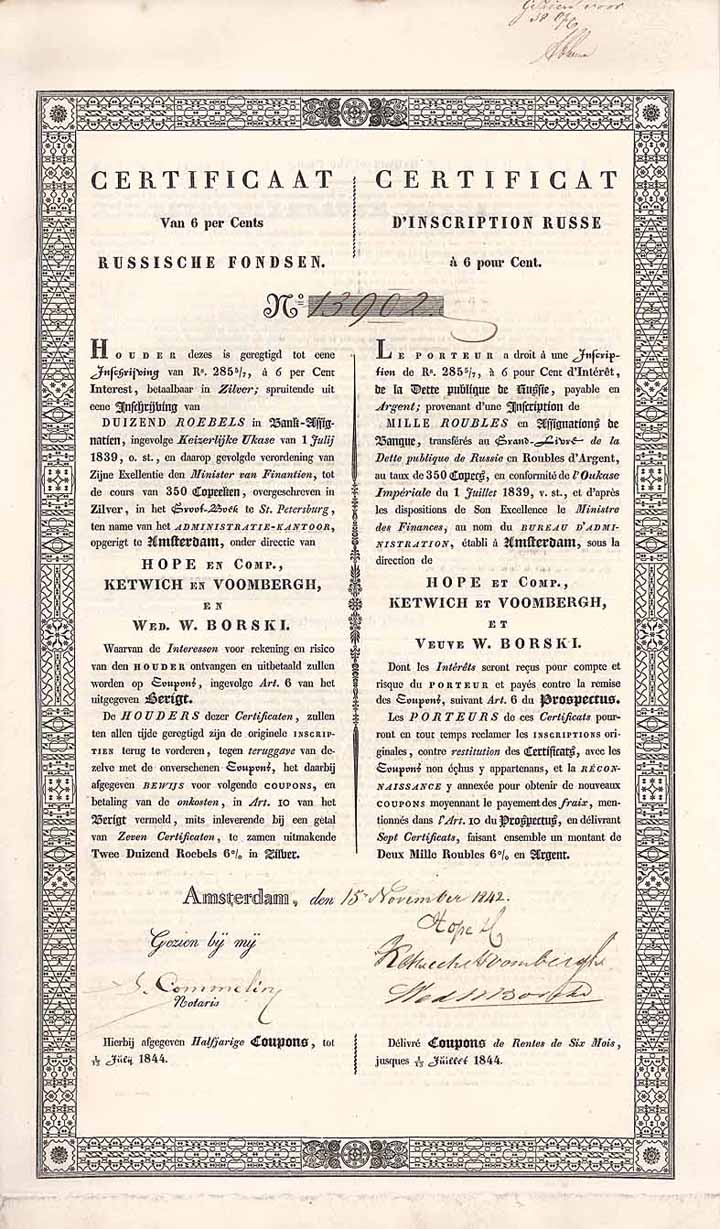 Gezien voor
CERTIFICAAT
Van 6 per Cents
RUSSISCHE FONDSEN.
CERTIFICAT
D'INSCRIPTION RUSSE
à 6 pour Cent.
Nº 13902.
HOUDER dezes is geregtigd tot eene
Inschrijving van Rs. 285 5/7, à 6 per Cent
Interest, betaalbaar in Zilver; spruitende uit
eene Inschrijving van
DUIZEND ROEBELS in Bank-Assig-
natien, ingevolge Keizerlijke Ukase van 1 Julij
1839, o. st., en daarop gevolgde verordening van
Zijne Exellentie den Minister van Finantien, tot
de cours van 350 Copecken, overgeschreven in
Zilver, in het Groot-Boek te St. Petersburg,
ten name van het ADMINISTRATIE-KANTOOR,
opgerigt te Amsterdam, onder directie van
HOPE EN COMP.,
KETWICH EN VOOMBERGH,
EN
WED. W. BORSKI.
Waarvan de Interessen voor rekening en risico
van den HOUDER ontvangen en uitbetaald zullen
worden op Coupons, ingevolge Art. 6 van het
uitgegeven Berigt.
De HOUDERS dezer Certificaten, zullen
ten allen tijde geregtigd zijn de originele INSCRIP-
TIEN terug te vorderen, tegen teruggave van de-
zelve met de onverschenen Coupons, het daarbij
afgegeven BEWIJS voor volgende COUPONS, en
betaling van de onkosten, in Art. 10 van het
Berigt vermeld, mits inleverende bij een getal
van Zeven Certificaten, te zamen uitmakende
Twee Duizend Roebels 6% in Zilver.
LE PORTEUR a droit à une Inscrip-
tion de Rs. 285 5/7, à 6 pour Cent d'Intérêt,
de la Dette publique de Russie, payable en
Argent; provenant d'une Inscription de
MILLE ROUBLES en Assignations de
Banque, transférés au Grand-Livre de la
Dette publique de Russie en Roubles d'Argent,
au taux de 350 Copecs, en conformité de l'Oukase
Impériale du 1 Juillet 1839, v. st., et d'après
les dispositions de Son Excellence le Ministre
des Finances, au nom du BUREAU D'ADMI-
NISTRATION, établi à Amsterdam, sous la
direction de
HOPE ET COMP.,
KETWICH ET VOOMBERGH,
ET
VEUVE W. BORSKI.
Dont les Intérêts seront reçus pour compte et
risque du PORTEUR et payés contre la remise
des Coupons, suivant Art. 6 du Prospectus.
Les PORTEURS de ces Certificats pour-
ront en tout temps reclamer les INSCRIPTIONS ori-
ginales, contre restitution des Certificats, avec les
Coupons non échus y appartenans, et la RÉCON-
NAISSANCE y annexée pour obtenir de nouveaux
COUPONS moyennant le payement des fraix, men-
tionnés dans l'Art. 10 du Prospectus, en délivrant
Sept Certificats, faisant ensemble un montant de
Deux Mille Roubles 6% en Argent.
Amsterdam, den 15 November 1842.
Gezien bij mij
J. Commelin
Notaris
Hope &
Ketwich & Voombergh
Wed W Borski
Hierbij afgegeven Halfjarige Coupons, tot
1/13 Julij 1844.
Délivré Coupons de Rentes de Six Mois,
jusques 1/13 Juillet 1844.